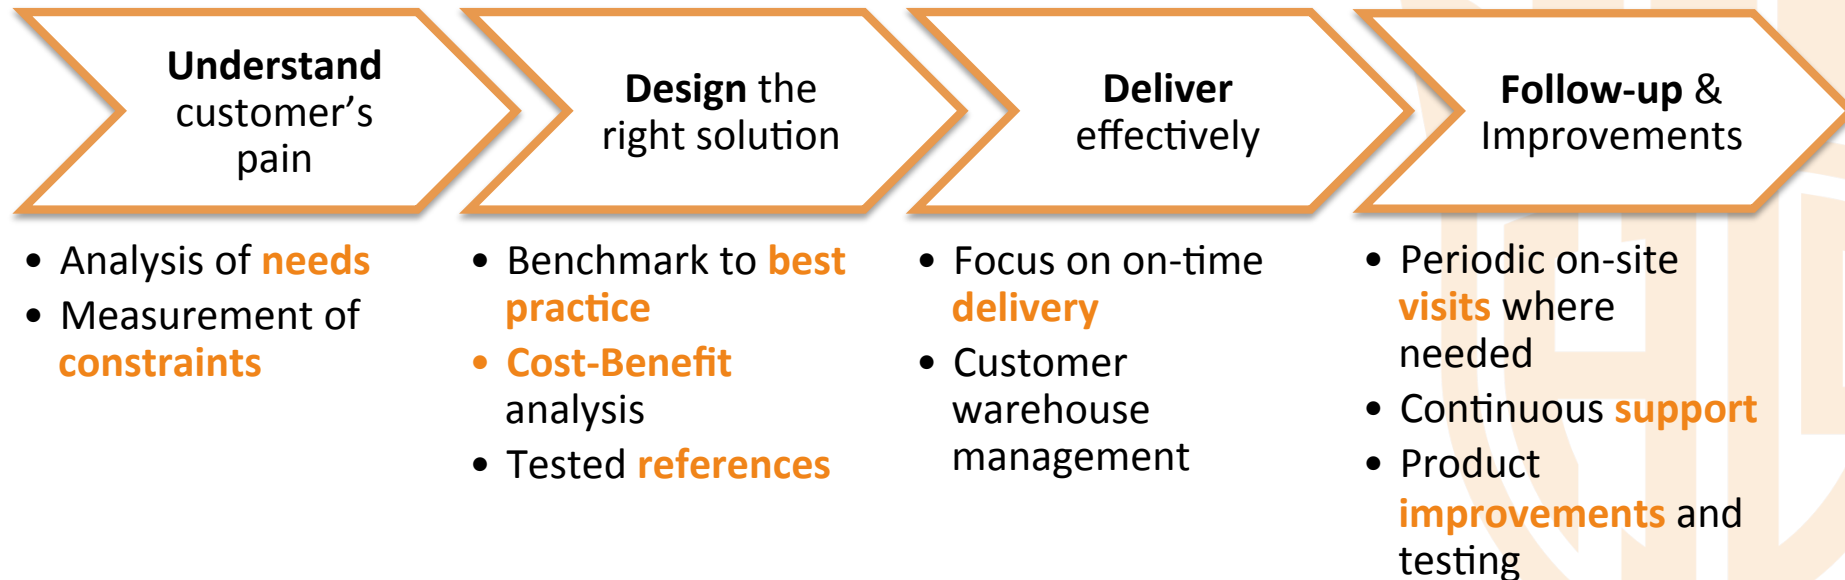 Understand
customer’s
pain
• Analysis of needs
• Measurement of
constraints
Design the
right solution
• Benchmark to best
practice
• Cost-Benefit
analysis
• Tested references
Deliver
effectively
• Focus on on-time
delivery
• Customer
warehouse
management
Follow-up &
Improvements
• Periodic on-site
visits where
needed
• Continuous support
• Product
improvements and
testing